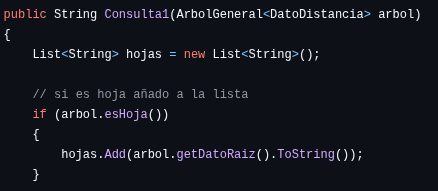 public String Consulta1(ArbolGeneral<DatoDistancia> arbol)
{
    List<String> hojas = new List<String>();
    // si es hoja añado a la lista
    if (arbol.esHoja())
    {
        hojas.Add(arbol.getDatoRaiz().ToString());
    }